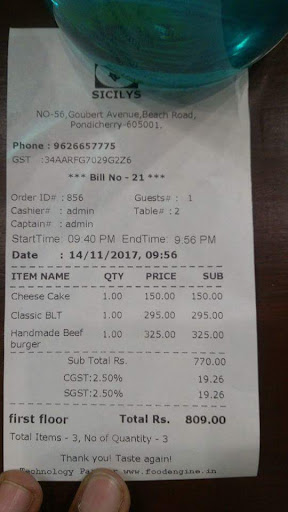 SICILYS
NO-56,Goubert Avenue,Beach Road,
Pondicherry-605001.
Phone : 9626657775
GST :34AARFG7029G2Z6
*** Bill No - 21 ***
Order ID# : 856 Guests# : 1
Cashier# : admin Table# : 2
Captain# : admin
StartTime: 09:40 PM EndTime: 9:56 PM
Date : 14/11/2017, 09:56
ITEM NAME QTY PRICE SUB
Cheese Cake 1.00 150.00 150.00
Classic BLT 1.00 295.00 295.00
Handmade Beef 1.00 325.00 325.00
burger
Sub Total Rs. 770.00
CGST:2.50% 19.26
SGST:2.50% 19.26
first floor Total Rs. 809.00
Total Items - 3, No of Quantity - 3
Thank you! Taste again!
Technology www.foodengine.in